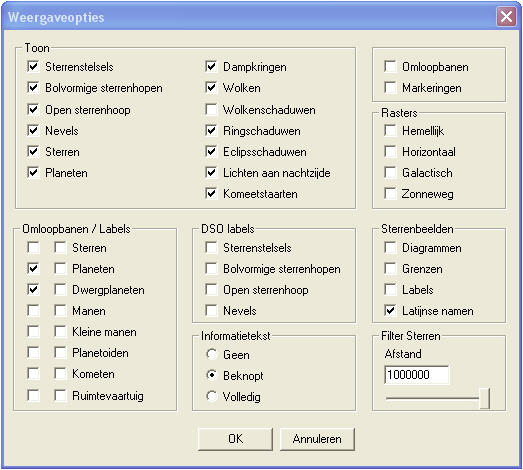 Weergaveopties
Toon
Sterrenstelsels
Bolvormige sterrenhopen
Open sterrenhoop
Nevels
Sterren
Planeten
Dampkringen
Wolken
Wolkenschaduwen
Ringschaduwen
Eclipsschaduwen
Lichten aan nachtzijde
Komeetstaarten
Omloopbanen
Markeringen
Rasters
Hemellijk
Horizontaal
Galactisch
Zonneweg
Omloopbanen / Labels
Sterren
Planeten
Dwergplaneten
Manen
Kleine manen
Planetoiden
Kometen
Ruimtevaartuig
DSO labels
Sterrenstelsels
Bolvormige sterrenhopen
Open sterrenhoop
Nevels
Informatietekst
Geen
Beknopt
Volledig
Sterrenbeelden
Diagrammen
Grenzen
Labels
Latijnse namen
Filter Sterren
Afstand
1000000
OK
Annuleren